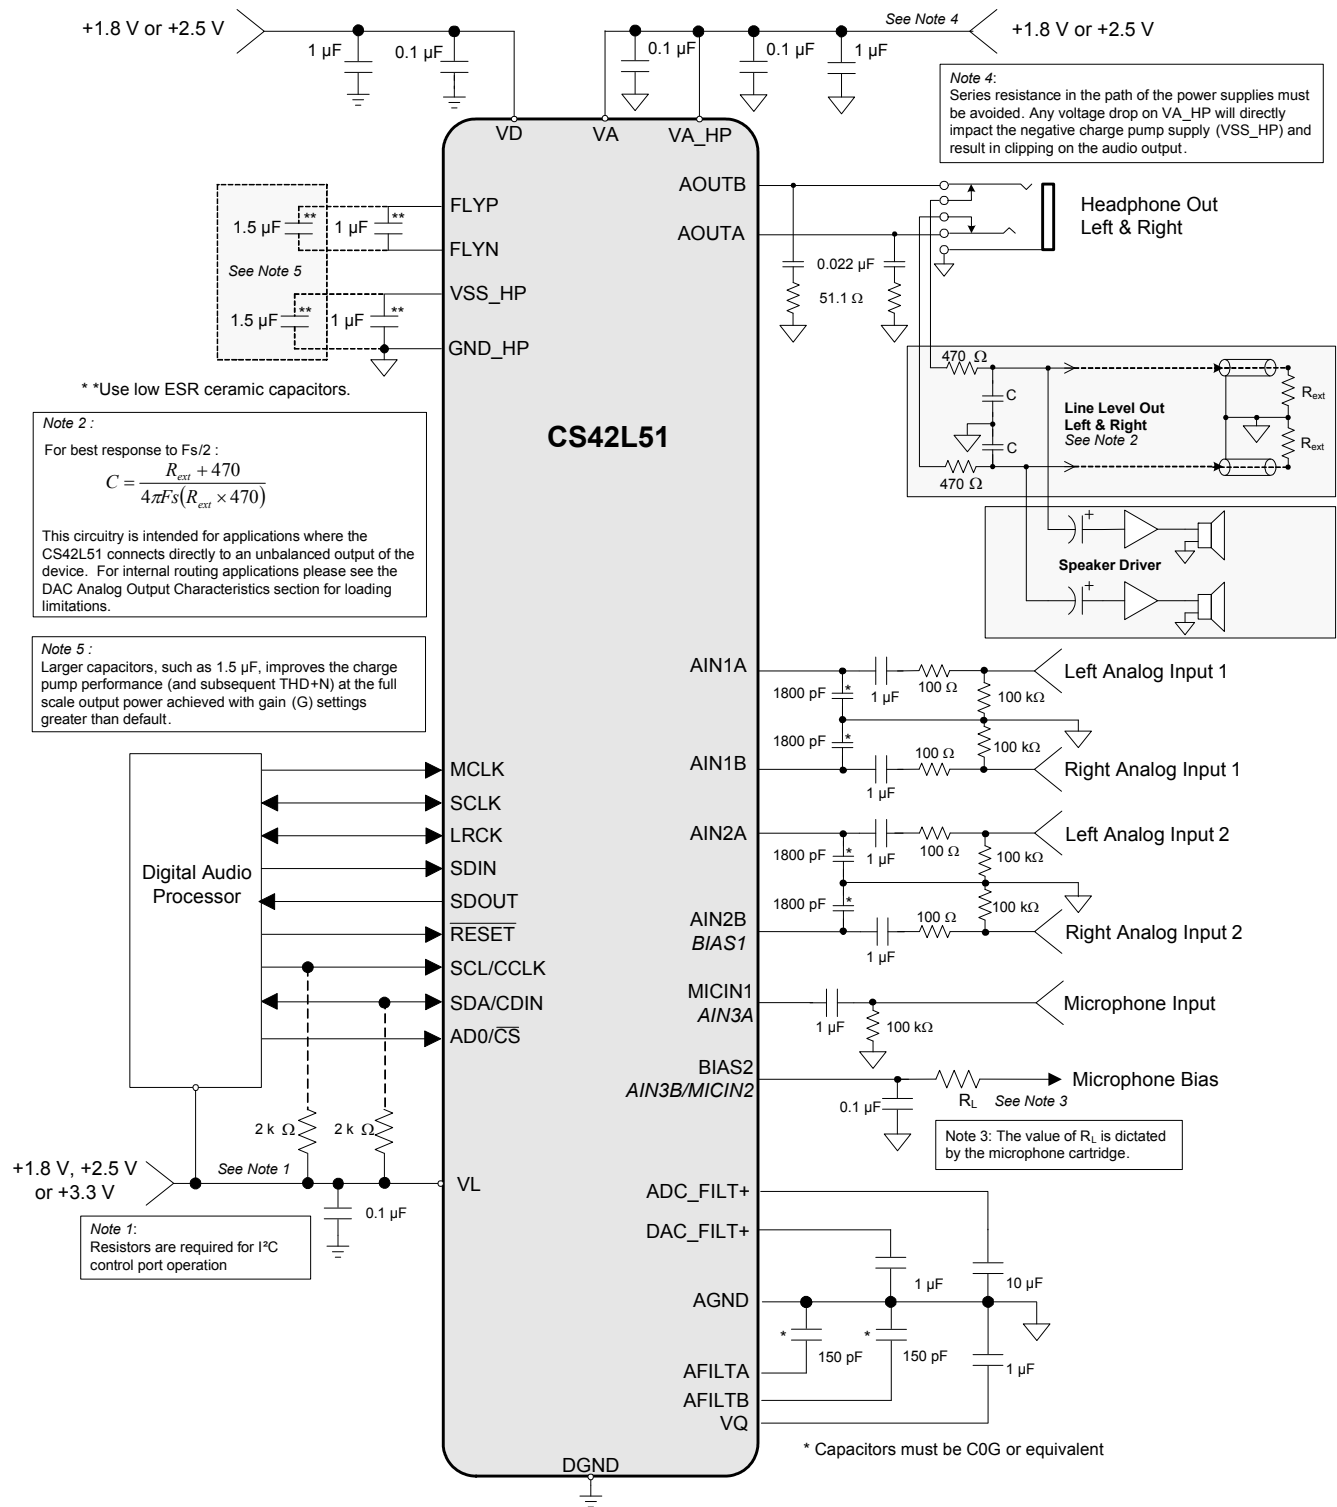 +1.8 V or +2.5 V
1 µF
0.1 µF
0.1 µF
0.1 µF
1 µF
See Note 4
+1.8 V or +2.5 V
Note 4:
Series resistance in the path of the power supplies must
be avoided. Any voltage drop on VA_HP will directly
impact the negative charge pump supply (VSS_HP) and
result in clipping on the audio output.
VD
VA
VA_HP
FLYP
FLYN
VSS_HP
GND_HP
1.5 µF
**
1 µF
**
See Note 5
1.5 µF
**
1 µF
**
* *Use low ESR ceramic capacitors.
AOUTB
AOUTA
Headphone Out
Left & Right
0.022 µF
51.1 Ω
470 Ω
C
C
470 Ω
Line Level Out
Left & Right
See Note 2
Rext
Rext
+
Speaker Driver
+
CS42L51
Note 2 :
For best response to Fs/2 :
C = Rext + 470
4πFs(Rext × 470)
This circuitry is intended for applications where the
CS42L51 connects directly to an unbalanced output of the
device. For internal routing applications please see the
DAC Analog Output Characteristics section for loading
limitations.
Note 5 :
Larger capacitors, such as 1.5 µF, improves the charge
pump performance (and subsequent THD+N) at the full
scale output power achieved with gain (G) settings
greater than default.
Digital Audio
Processor
MCLK
SCLK
LRCK
SDIN
SDOUT
RESET
SCL/CCLK
SDA/CDIN
AD0/CS
2 k Ω
2 k Ω
+1.8 V, +2.5 V
or +3.3 V
See Note 1
VL
0.1 µF
Note 1:
Resistors are required for I²C
control port operation
AIN1A
1800 pF
*
1 µF
100 Ω
100 kΩ
Left Analog Input 1
AIN1B
1800 pF
*
1 µF
100 Ω
100 kΩ
Right Analog Input 1
AIN2A
1800 pF
*
1 µF
100 Ω
100 kΩ
Left Analog Input 2
AIN2B
BIAS1
1800 pF
*
1 µF
100 Ω
100 kΩ
Right Analog Input 2
MICIN1
AIN3A
1 µF
100 kΩ
Microphone Input
BIAS2
AIN3B/MICIN2
0.1 µF
RL
See Note 3
Microphone Bias
Note 3: The value of RL is dictated
by the microphone cartridge.
ADC_FILT+
DAC_FILT+
1 µF
10 µF
AGND
*
150 pF
*
150 pF
1 µF
AFILTA
AFILTB
VQ
* Capacitors must be C0G or equivalent
DGND